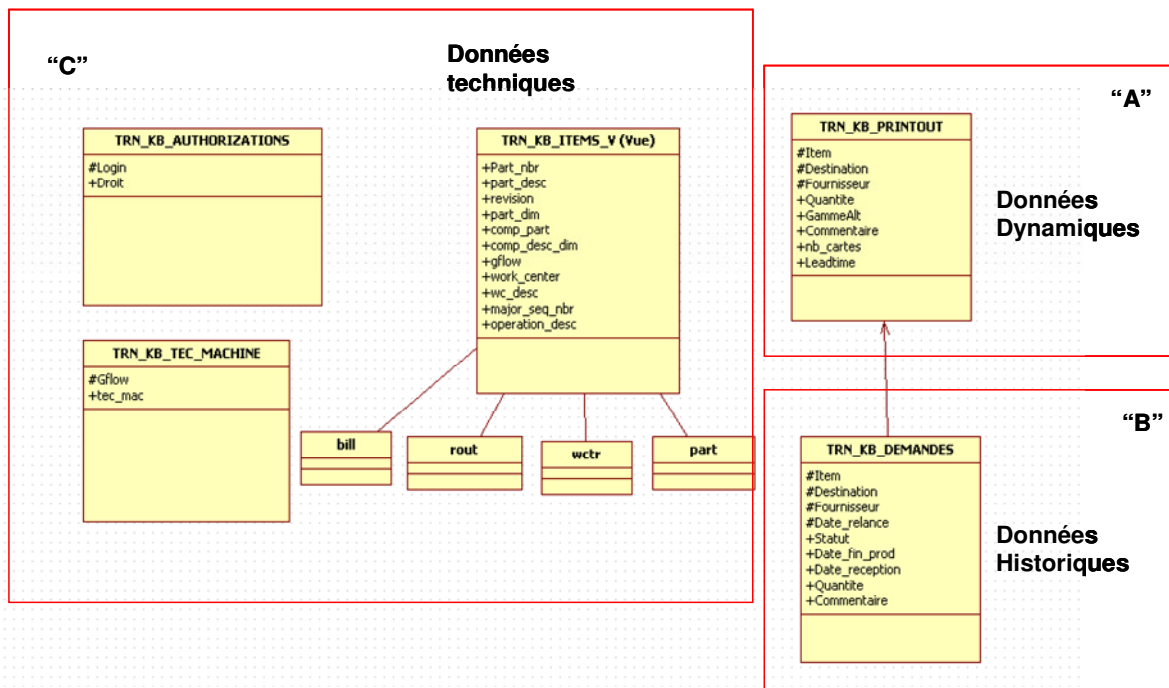 “C”
Données
techniques
TRN_KB_AUTHORIZATIONS
#Login
+Droit
TRN_KB_ITEMS_V (Vue)
+Part_nbr
+part_desc
+revision
+part_dim
+comp_part
+comp_desc_dim
+gflow
+work_center
+wc_desc
+major_seq_nbr
+operation_desc
TRN_KB_TEC_MACHINE
#Gflow
+tec_mac
bill
rout
wctr
part
“A”
TRN_KB_PRINTOUT
#Item
#Destination
#Fournisseur
+Quantite
+GammeAlt
+Commentaire
+nb_cartes
+Leadtime
Données
Dynamiques
“B”
TRN_KB_DEMANDES
#Item
#Destination
#Fournisseur
#Date_relance
+Statut
+Date_fin_prod
+Date_reception
+Quantite
+Commentaire
Données
Historiques